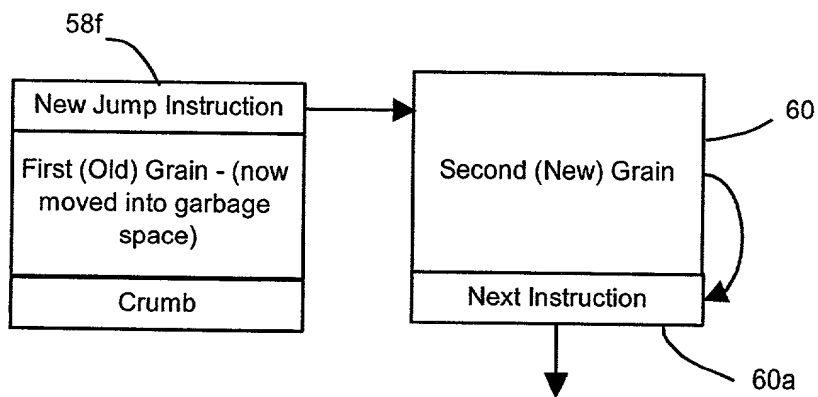 58f
New Jump Instruction
First (Old) Grain - (now
moved into garbage
space)
Crumb
Second (New) Grain
60
Next Instruction
60a